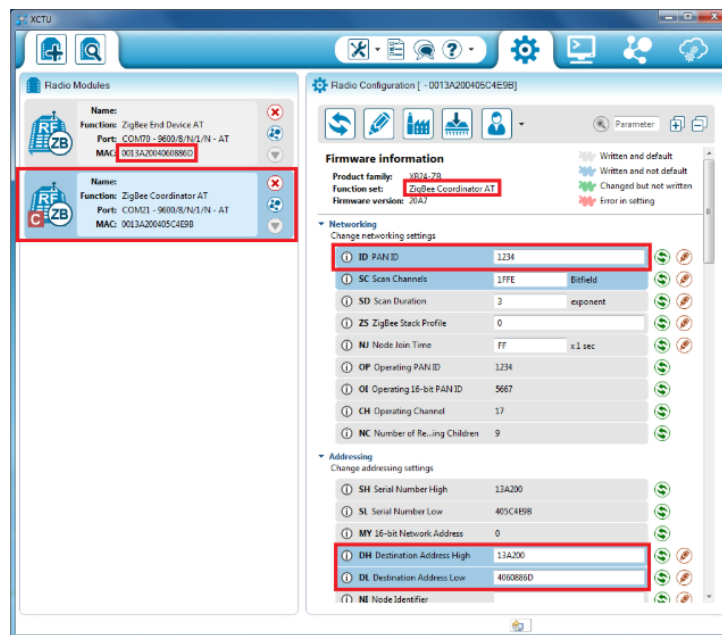 XCTU
Radio Modules
Name:
Function: ZigBee End Device AT
Port: COM70 - 9600/8/N/1/N - AT
MAC: 0013A2004060886D
RF
ZB
Name:
Function: ZigBee Coordinator AT
Port: COM21 - 9600/8/N/1/N - AT
MAC: 0013A200405C4E9B
RF
C ZB
Radio Configuration [ - 0013A200405C4E9B]
Parameter
Firmware information
Product family: XB24-ZB
Function set: ZigBee Coordinator AT
Firmware version: 20A7
Written and default
Written and not default
Changed but not written
Error in setting
Networking
Change networking settings
ID PAN ID 1234
SC Scan Channels 1FFE Bitfield
SD Scan Duration 3 exponent
ZS ZigBee Stack Profile 0
NJ Node Join Time FF x 1 sec
OP Operating PAN ID 1234
OI Operating 16-bit PAN ID 5667
CH Operating Channel 17
NC Number of Re...ing Children 9
Addressing
Change addressing settings
SH Serial Number High 13A200
SL Serial Number Low 405C4E9B
MY 16-bit Network Address 0
DH Destination Address High 13A200
DL Destination Address Low 4060886D
NI Node Identifier